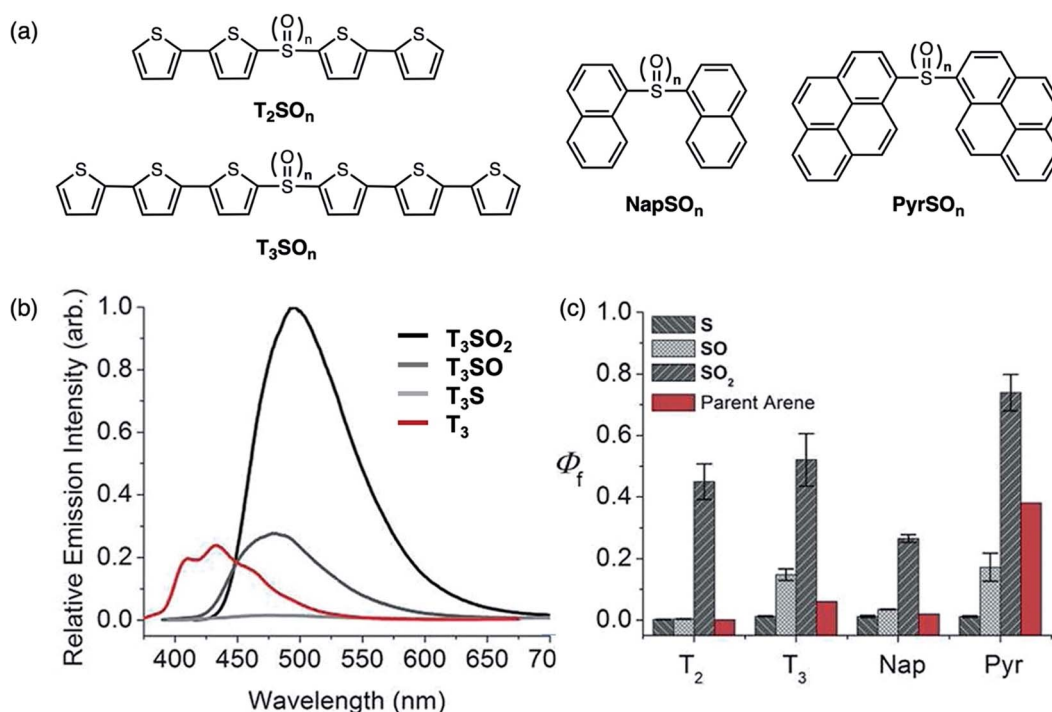 (a)
S S (O)n S S S
T₂SOₙ
S S S (O)n S S S S
T₃SOₙ
(O)n S
NapSOₙ
(O)n S
PyrSOₙ
(b)
Relative Emission Intensity (arb.)
1.0
0.8
0.6
0.4
0.2
0.0
T₃SO₂
T₃SO
T₃S
T₃
400 450 500 550 600 650 70
Wavelength (nm)
(c)
Φf
0.8
0.6
0.4
0.2
0.0
S
SO
SO₂
Parent Arene
T₂ T₃ Nap Pyr